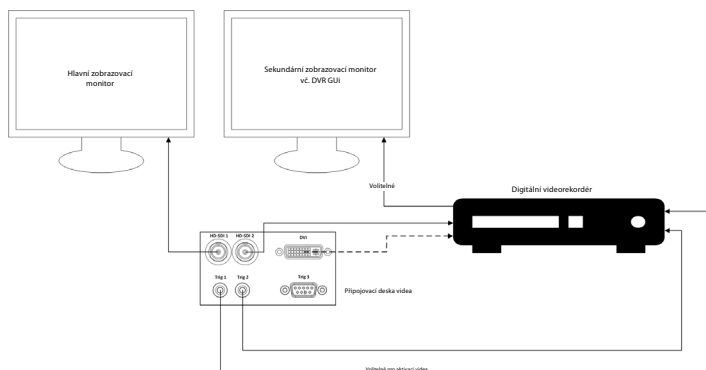 Hlavní zobrazovací
monitor
Sekundární zobrazovací monitor
vč. DVR GUi
Volitelné
Digitální videorekordér
HD-SDI 1
HD-SDI 2
DVI
Trig 1
Trig 2
Trig 3
Připojovací deska videa
Volitelně pro aktivaci videa